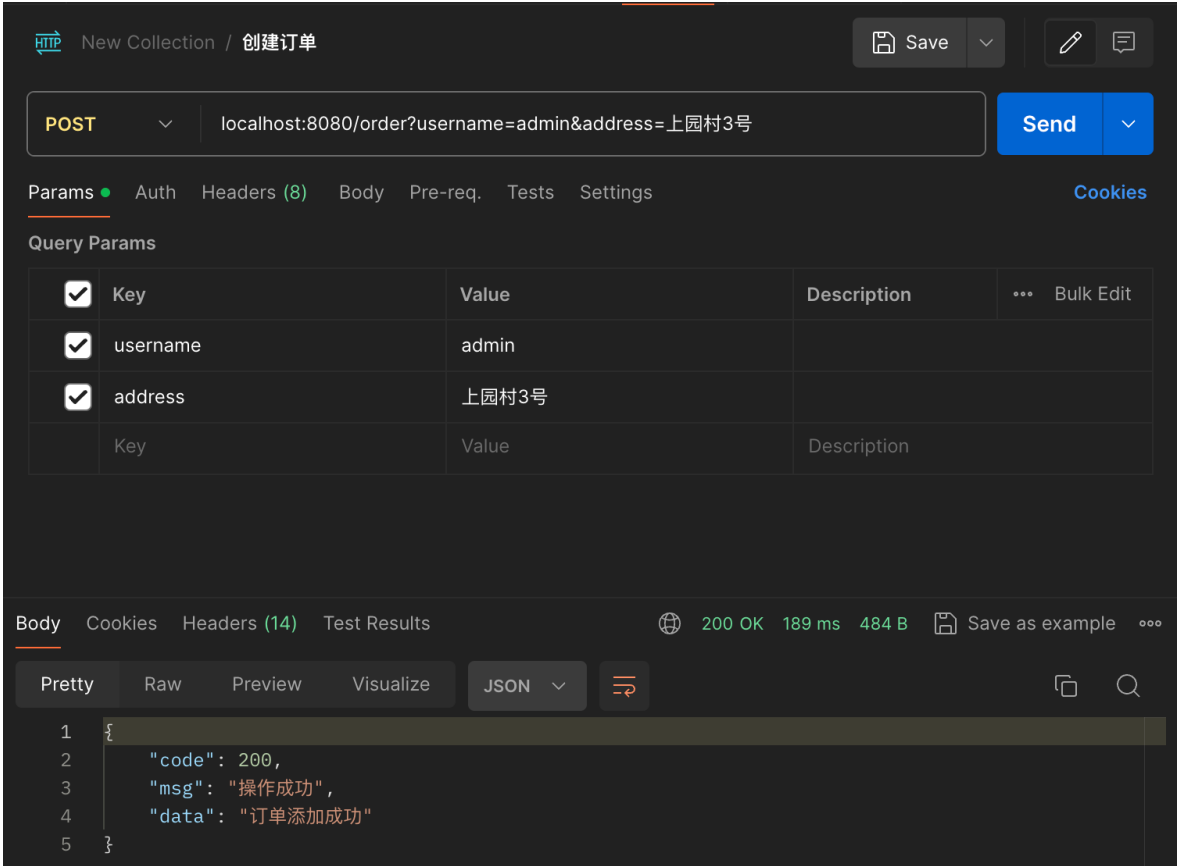 HTTP New Collection / 创建订单 Save
POST localhost:8080/order?username=admin&address=上园村3号 Send
Params Auth Headers (8) Body Pre-req. Tests Settings Cookies
Query Params
Key Value Description ••• Bulk Edit
username admin
address 上园村3号
Key Value Description
Body Cookies Headers (14) Test Results 200 OK 189 ms 484 B Save as example
Pretty Raw Preview Visualize JSON
1 {
2 "code": 200,
3 "msg": "操作成功",
4 "data": "订单添加成功"
5 }